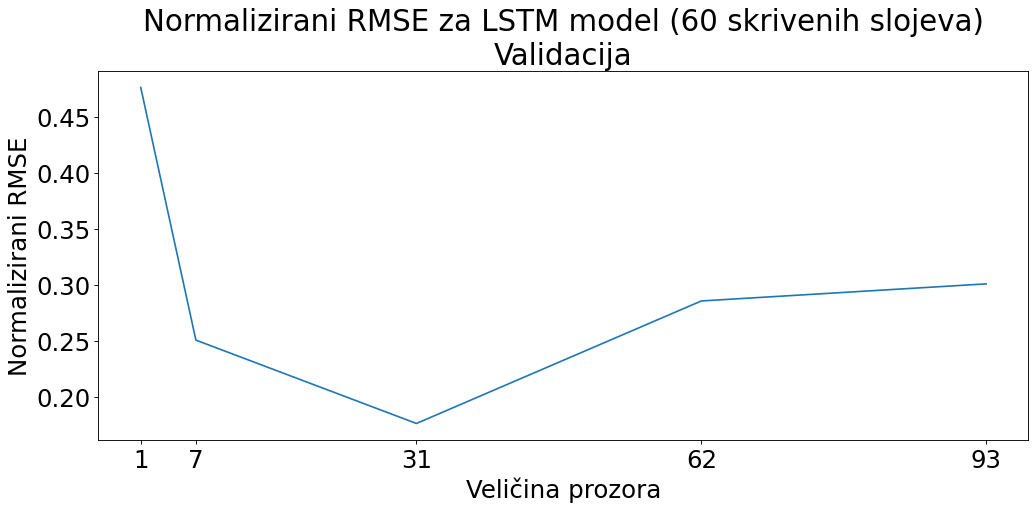 Normalizirani RMSE za LSTM model (60 skrivenih slojeva)
Validacija
Normalizirani RMSE
0.45
0.40
0.35
0.30
0.25
0.20
1 7 31 62 93
Veličina prozora